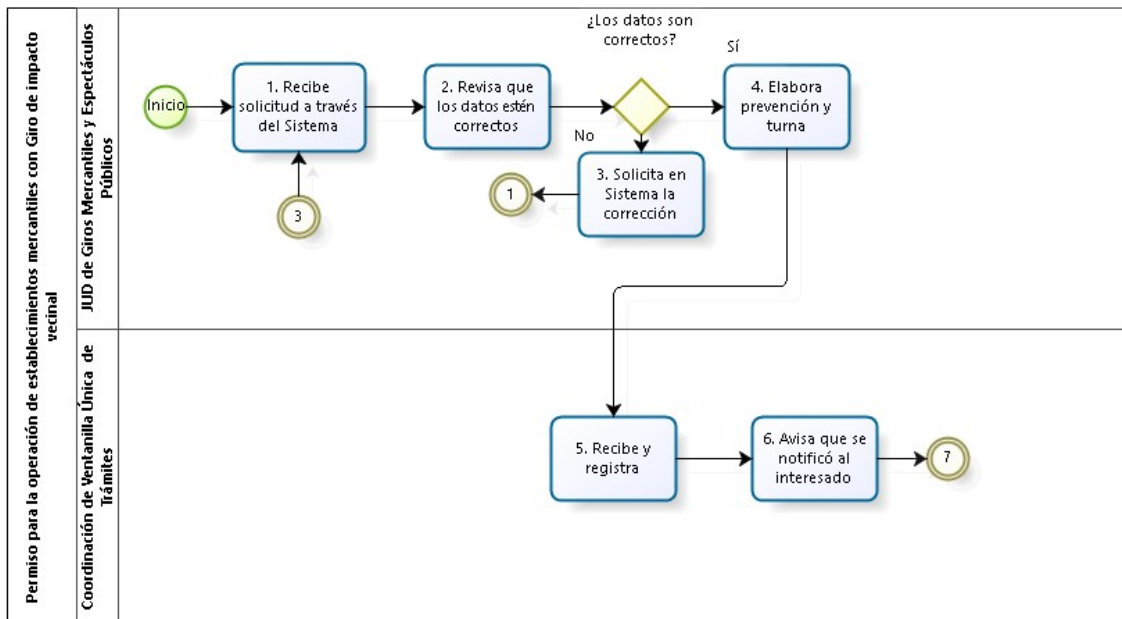 Permiso para la operación de establecimientos mercantiles con Giro de impacto
vecinal
JUD de Giros Mercantiles y Espectáculos
Públicos
Inicio
1. Recibe
solicitud a través
del Sistema
3
2. Revisa que
los datos estén
correctos
¿Los datos son
correctos?
Sí
No
4. Elabora
prevención y
turna
3. Solicita en
Sistema la
corrección
1
Coordinación de Ventanilla Única de
Trámites
5. Recibe y
registra
6. Avisa que se
notificó al
interesado
7